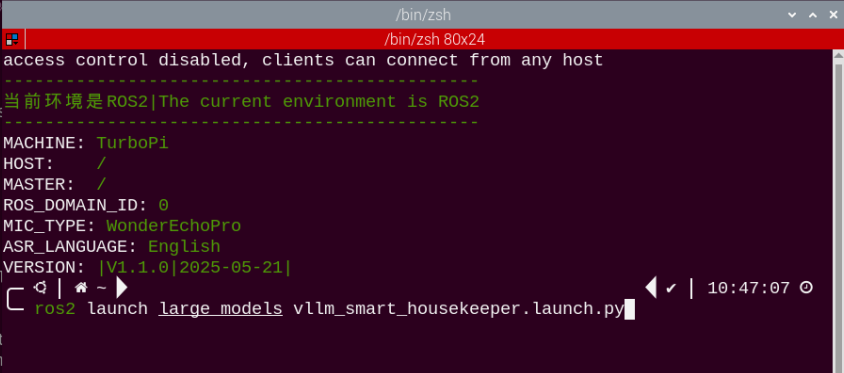 /bin/zsh
/bin/zsh 80x24
access control disabled, clients can connect from any host
----------------------------------------------
当前环境是ROS2|The current environment is ROS2
----------------------------------------------
MACHINE: TurboPi
HOST: /
MASTER: /
ROS_DOMAIN_ID: 0
MIC_TYPE: WonderEchoPro
ASR_LANGUAGE: English
VERSION: |V1.1.0|2025-05-21|
~ ✔ | 10:47:07
ros2 launch large_models vllm_smart_housekeeper.launch.py